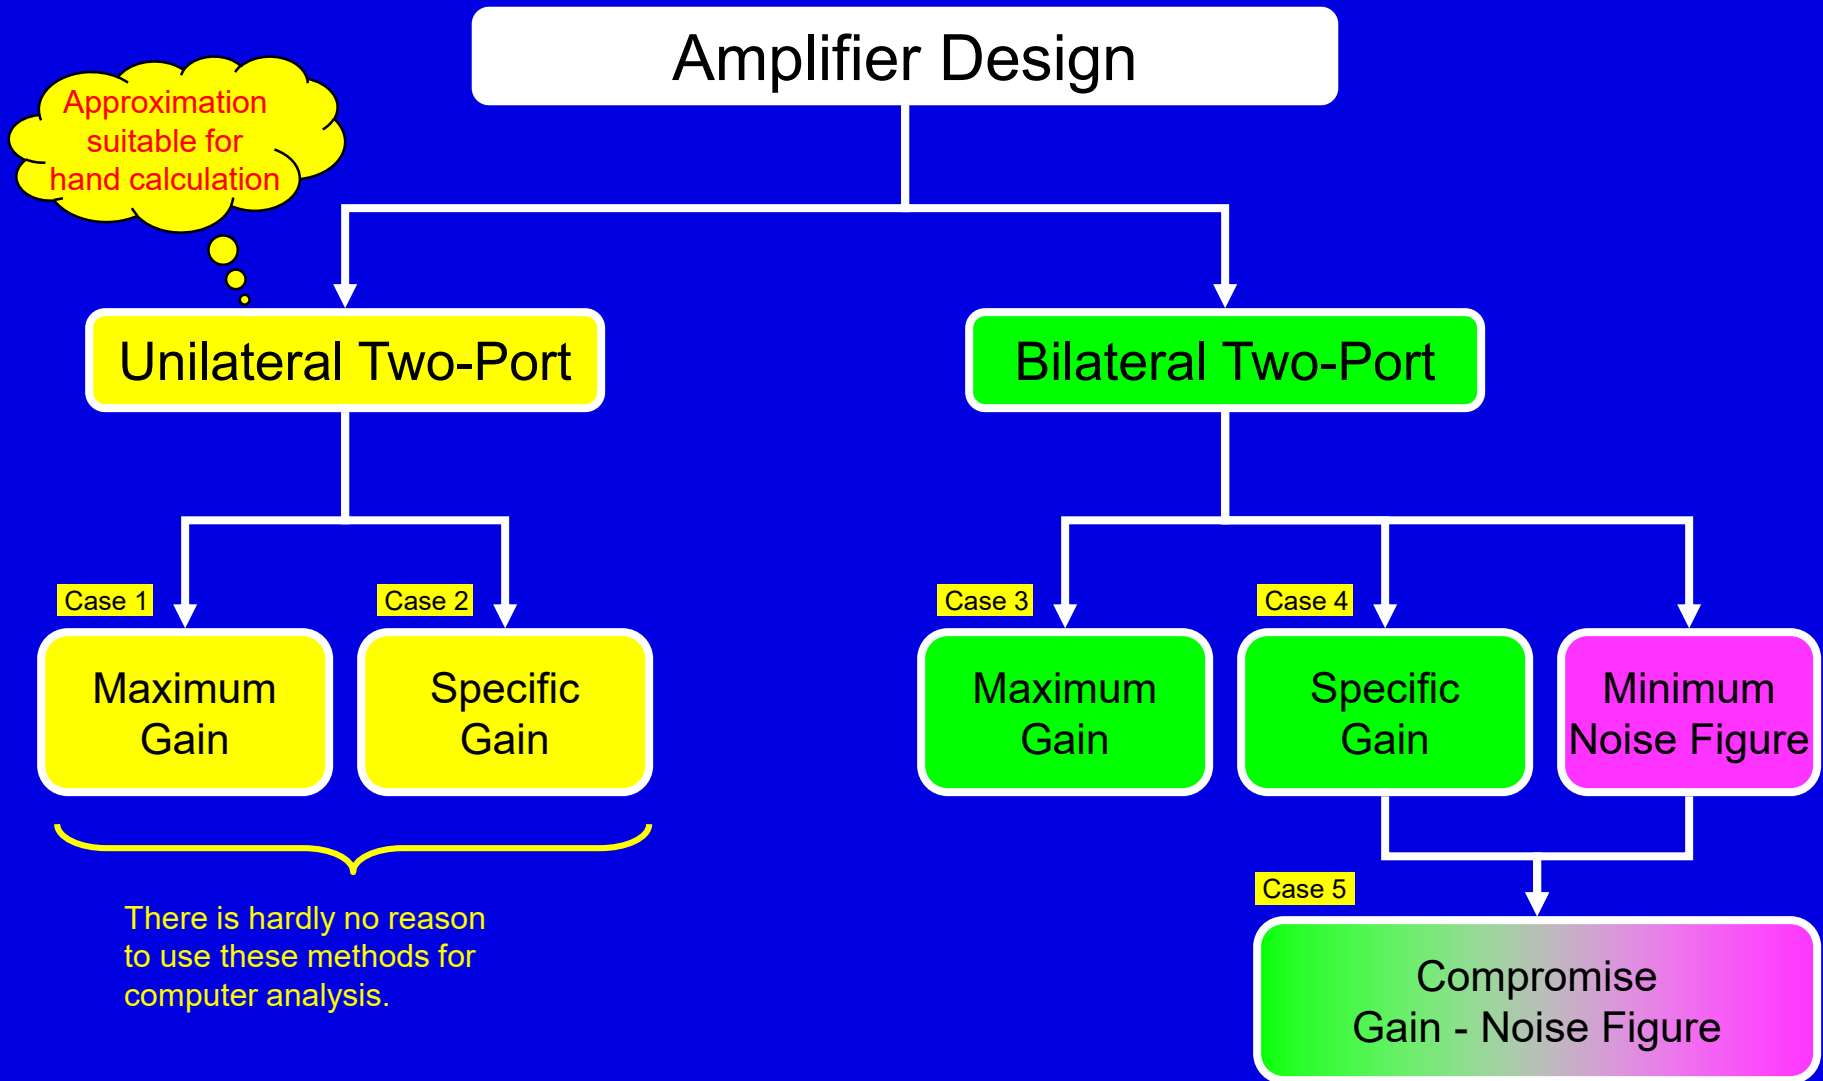 Amplifier Design
Approximation
suitable for
hand calculation
Unilateral Two-Port
Bilateral Two-Port
Case 1
Maximum
Gain
Case 2
Specific
Gain
Case 3
Maximum
Gain
Case 4
Specific
Gain
Minimum
Noise Figure
There is hardly no reason
to use these methods for
computer analysis.
Case 5
Compromise
Gain - Noise Figure